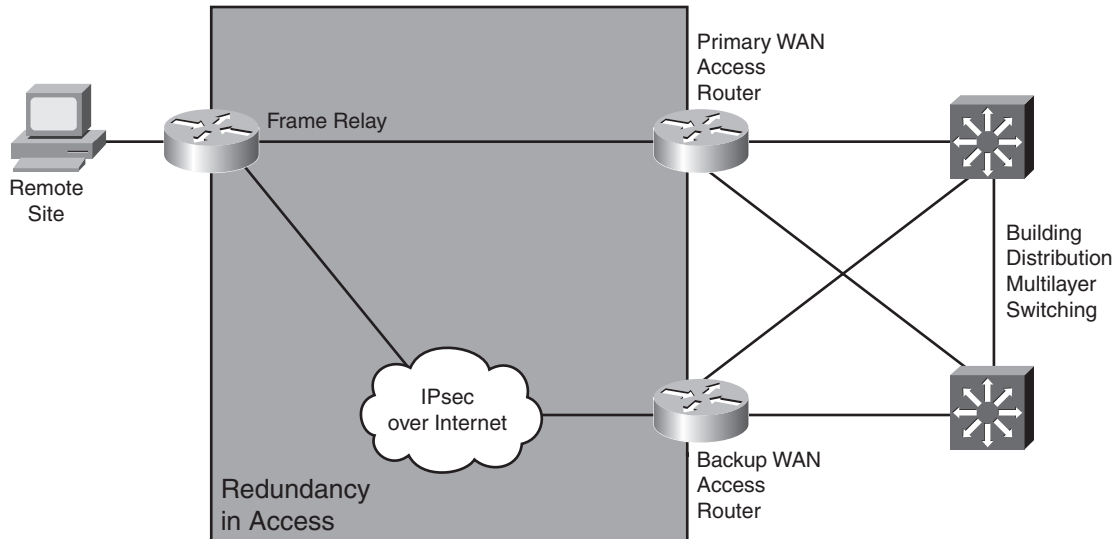 Primary WAN
Access
Router
Frame Relay
Remote
Site
Building
Distribution
Multilayer
Switching
IPsec
over Internet
Backup WAN
Access
Router
Redundancy
in Access